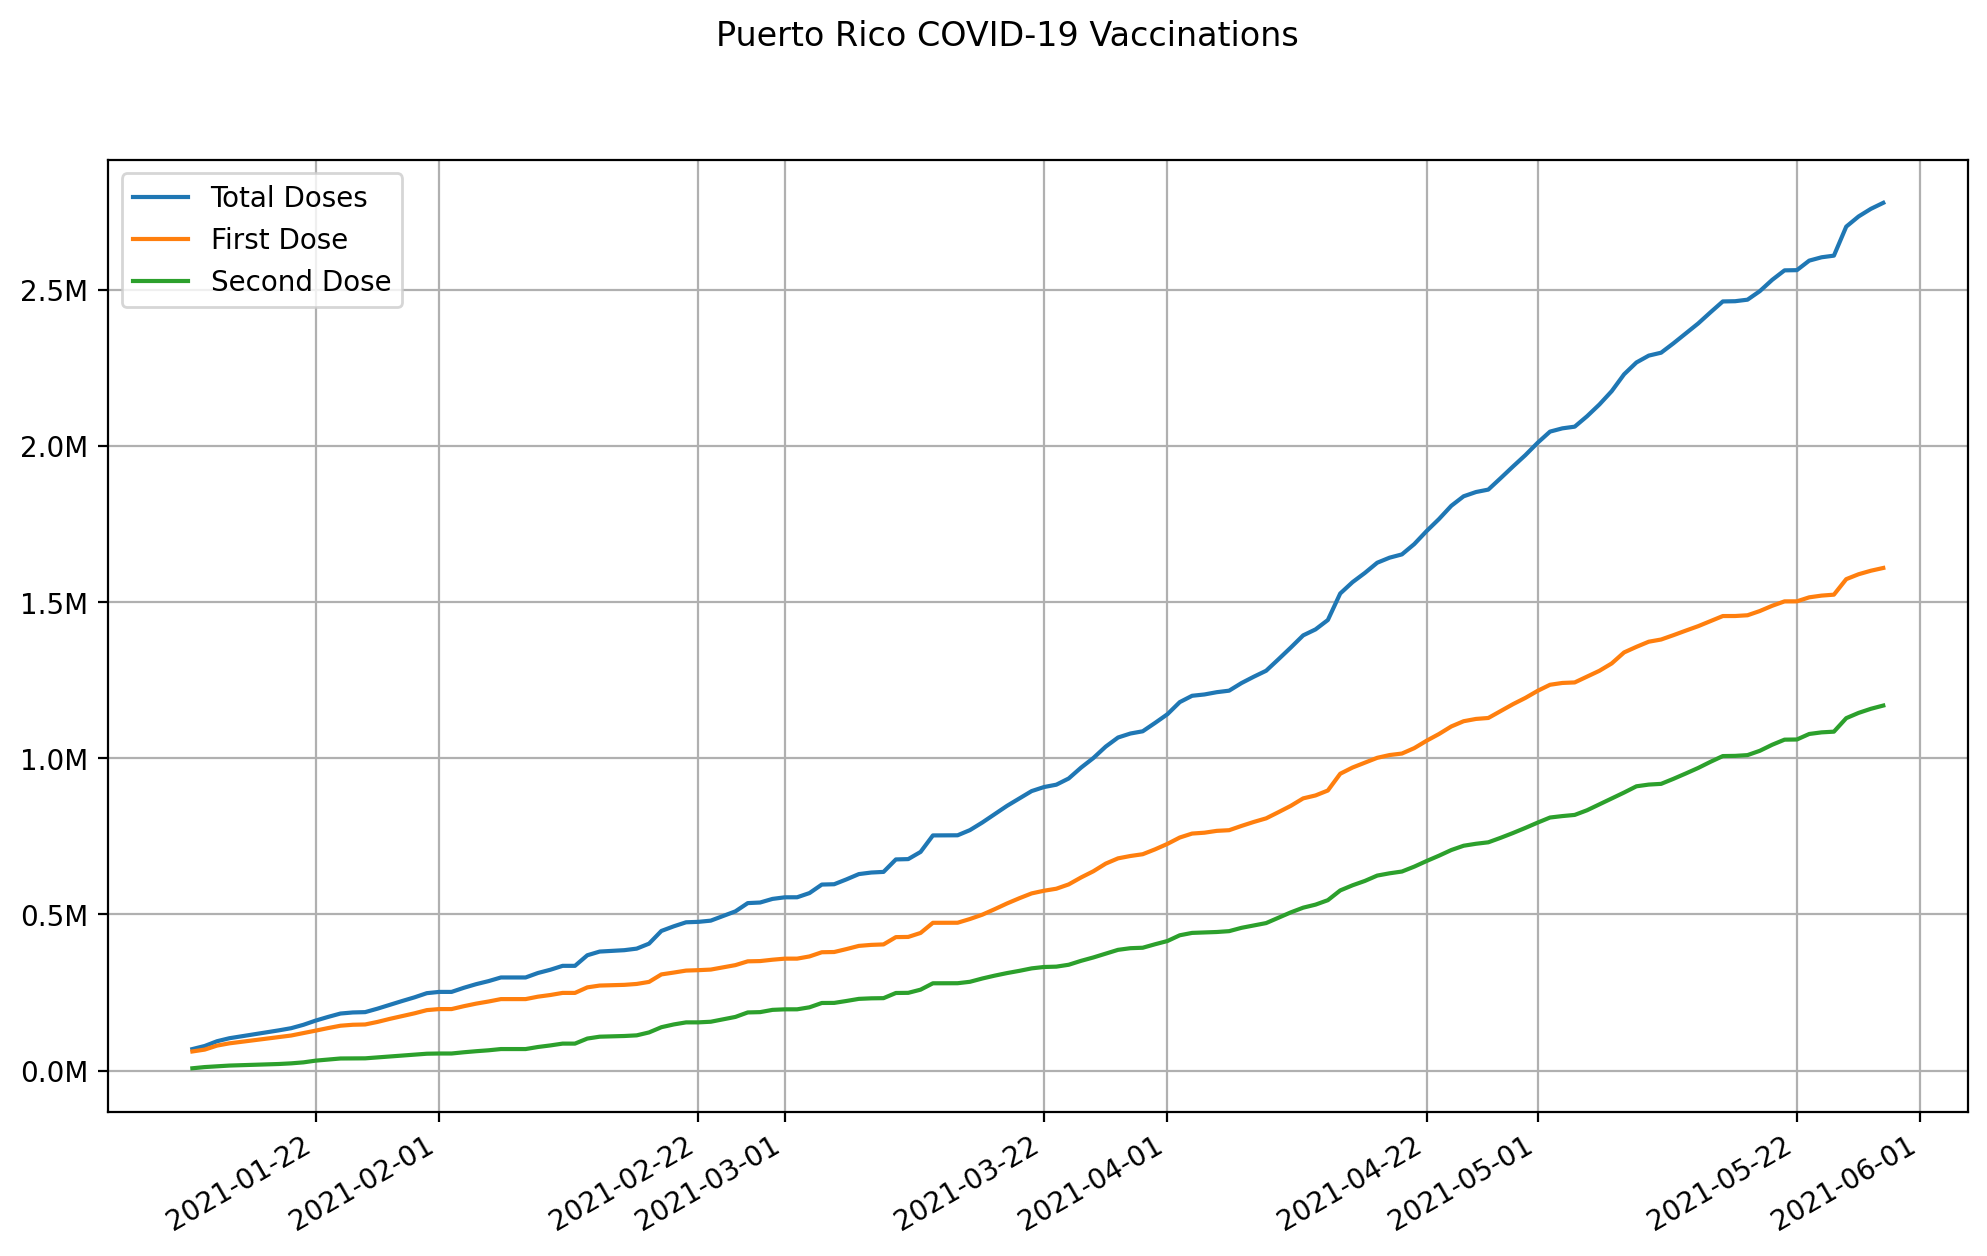 Puerto Rico COVID-19 Vaccinations
Total Doses
First Dose
Second Dose
2.5M
2.0M
1.5M
1.0M
0.5M
0.0M
2021-01-22
2021-02-01
2021-02-22
2021-03-01
2021-03-22
2021-04-01
2021-04-22
2021-05-01
2021-05-22
2021-06-01